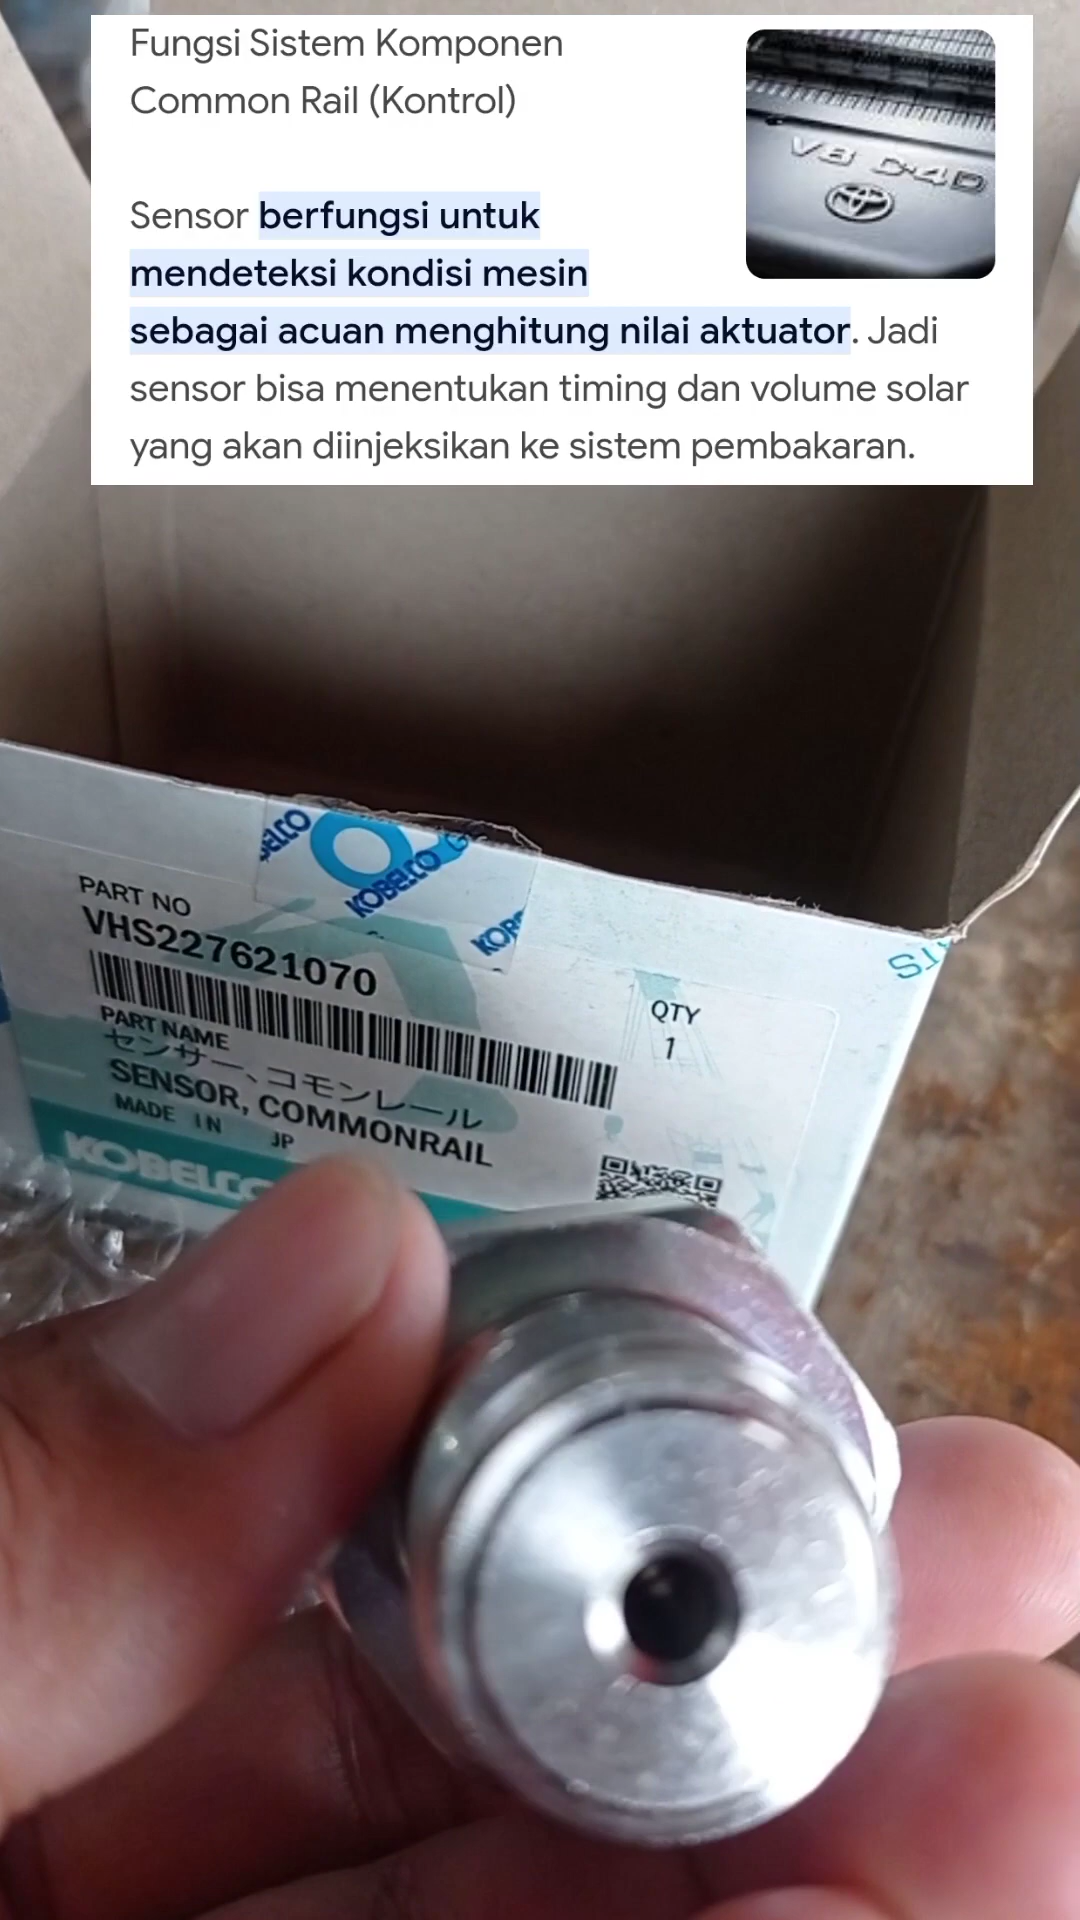 Fungsi Sistem Komponen
Common Rail (Kontrol)
Sensor berfungsi untuk
mendeteksi kondisi mesin
sebagai acuan menghitung nilai aktuator. Jadi
sensor bisa menentukan timing dan volume solar
yang akan diinjeksikan ke sistem pembakaran.
V8 D-4D
KOBELCO
PART NO
VHS227621070
QTY
1
PART NAME
センサー、コモンレール
SENSOR, COMMONRAIL
MADE IN JP
KOBELCO